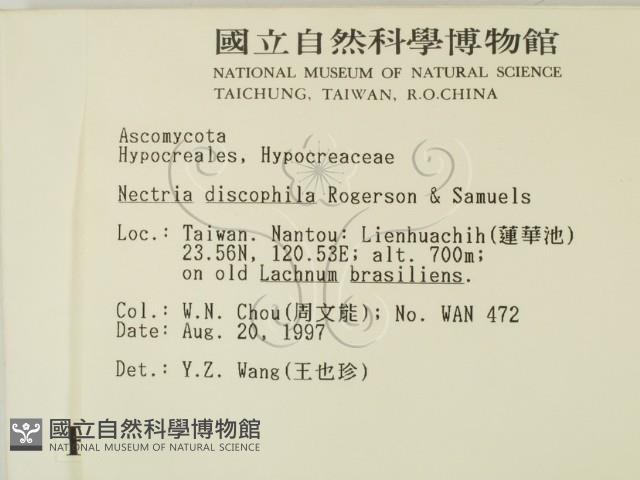 國立自然科學博物館
NATIONAL MUSEUM OF NATURAL SCIENCE
TAICHUNG, TAIWAN, R.O.CHINA
Ascomycota
Hypocreales, Hypocreaceae
Nectria discophila Rogerson & Samuels
Loc.: Taiwan. Nantou: Lienhuachih(蓮華池)
23.56N, 120.53E; alt. 700m;
on old Lachnum brasiliens.
Col.: W.N. Chou(周文能); No. WAN 472
Date: Aug. 20, 1997
Det.: Y.Z. Wang(王也珍)
國立自然科學博物館
NATIONAL MUSEUM OF NATURAL SCIENCE